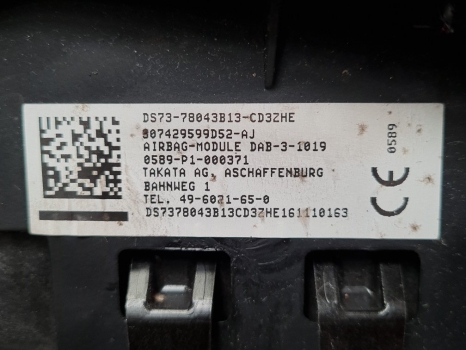 DS73-78043B13-CD3ZHE
307429599D52-AJ
AIRBAG-MODULE DAB-3-1019
0589-P1-000371
TAKATA AG, ASCHAFFENBURG
BAHNWEG 1
TEL. 49-6021-65-0
DS7378043B13CD3ZHE161110163
CE 0589